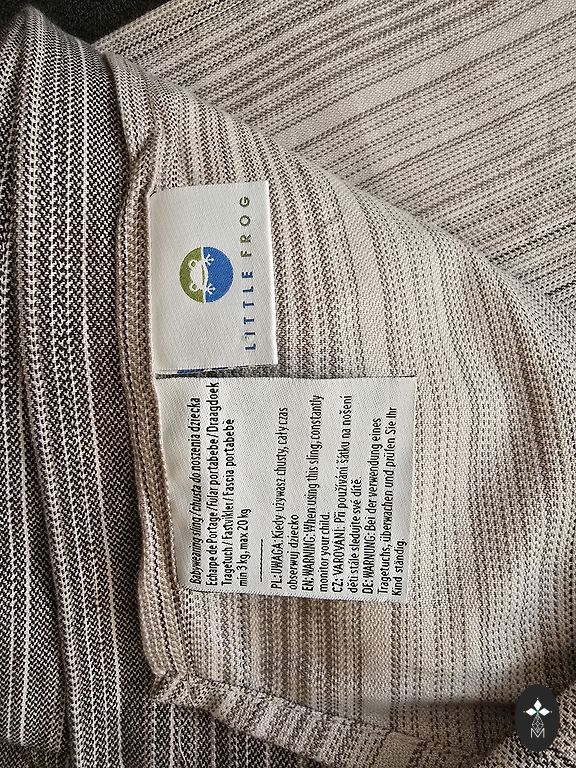 LITTLE FROG
Babywearing sling/chusta do noszenia dziecka
Echarpe de Portage/fular portabebé/Draagdoek
Tragetuch/Šatkyfikr/Fascia portabebè
min 3 kg, max 20 kg
PL: UWAGA: Kiedy używasz chusty, cały czas
obserwuj dziecko
EN: WARNING: When using this sling, constantly
monitor your child.
CZ: VAROVÁNÍ: Při používání šátku na nošení
dětí stále sledujte své dítě.
DE: WARNUNG: Bei der verwendung eines
Tragetuchs, überwachen und prüfen Sie Ihr
Kind ständig.
M